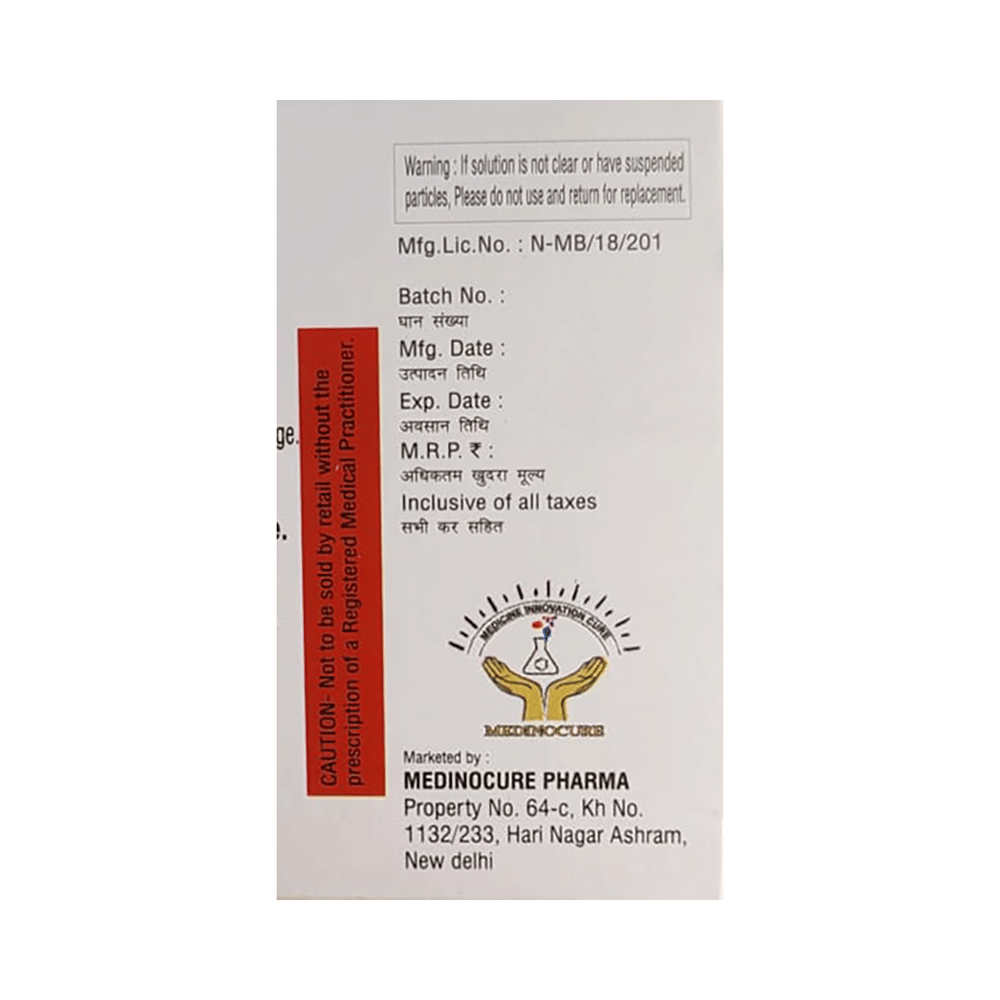 Warning : If solution is not clear or have suspended
particles, Please do not use and return for replacement.
Mfg.Lic.No. : N-MB/18/201
Batch No. :
घान संख्या
Mfg. Date :
उत्पादन तिथि
Exp. Date :
अवसान तिथि
M.R.P. ₹ :
अधिकतम खुदरा मूल्य
Inclusive of all taxes
सभी कर सहित
ge.
CAUTION- Not to be sold by retail without the
prescription of a Registered Medical Practitioner.
MEDICINE INNOVATION CURE
MEDINOCURE
Marketed by :
MEDINOCURE PHARMA
Property No. 64-c, Kh No.
1132/233, Hari Nagar Ashram,
New delhi